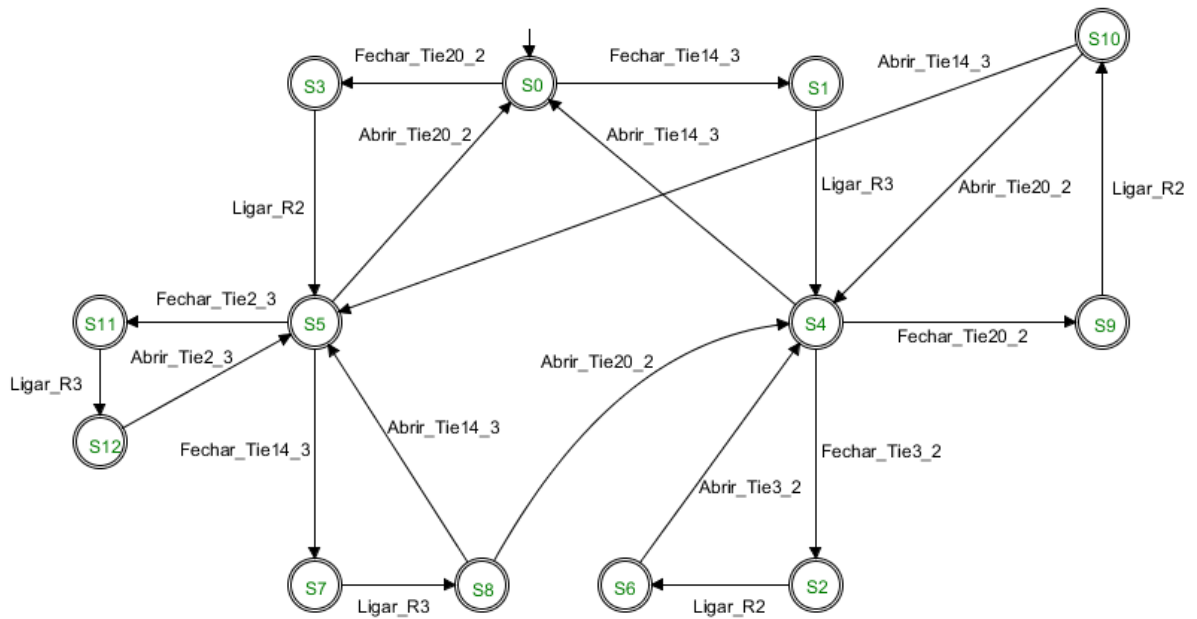 S10
Fechar_Tie20_2
Fechar_Tie14_3
Abrir_Tie14_3
S3
S0
S1
Abrir_Tie20_2
Abrir_Tie14_3
Ligar_R3
Abrir_Tie20_2
Ligar_R2
Ligar_R2
Fechar_Tie2_3
S11
S5
S4
S9
Fechar_Tie20_2
Abrir_Tie2_3
Abrir_Tie20_2
Ligar_R3
Abrir_Tie14_3
S12
Fechar_Tie14_3
Fechar_Tie3_2
Abrir_Tie3_2
S7
S8
S6
S2
Ligar_R3
Ligar_R2